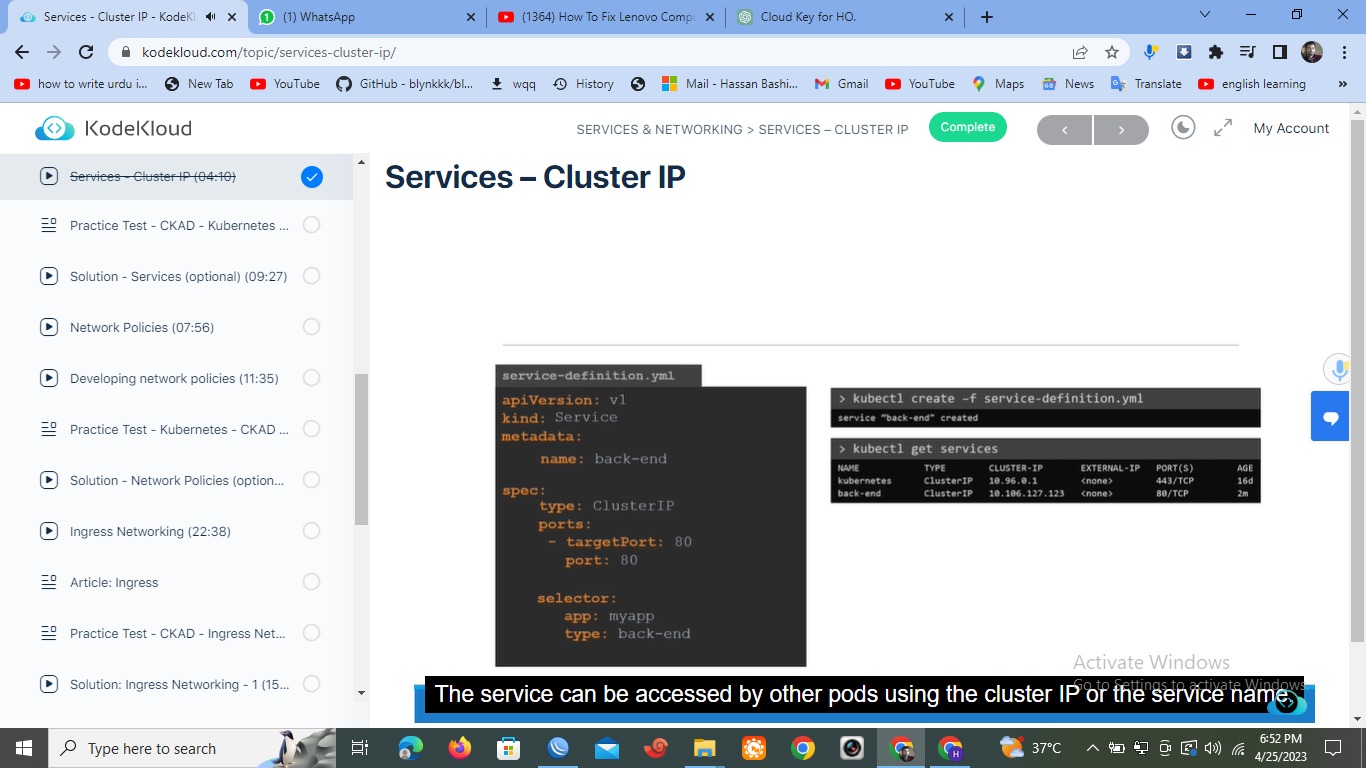 Services - Cluster IP - KodeKl
(1) WhatsApp
(1364) How To Fix Lenovo Compu
Cloud Key for HO.
kodekloud.com/topic/services-cluster-ip/
how to write urdu i...
New Tab
YouTube
GitHub - blynkkk/bl...
wqq
History
Mail - Hassan Bashi...
Gmail
YouTube
Maps
News
Translate
english learning
»
KodeKloud
SERVICES & NETWORKING > SERVICES – CLUSTER IP
Complete
<
>
My Account
Services - Cluster IP (04:10)
Practice Test - CKAD - Kubernetes ...
Solution - Services (optional) (09:27)
Network Policies (07:56)
Developing network policies (11:35)
Practice Test - Kubernetes - CKAD ...
Solution - Network Policies (option...
Ingress Networking (22:38)
Article: Ingress
Practice Test - CKAD - Ingress Net...
Solution: Ingress Networking - 1 (15...
Services – Cluster IP
service-definition.yml
apiVersion: v1
kind: Service
metadata:
name: back-end
spec:
type: ClusterIP
ports:
- targetPort: 80
port: 80
selector:
app: myapp
type: back-end
> kubectl create –f service-definition.yml
service "back-end" created
> kubectl get services
NAME TYPE CLUSTER-IP EXTERNAL-IP PORT(S) AGE
kubernetes ClusterIP 10.96.0.1 <none> 443/TCP 16d
back-end ClusterIP 10.106.127.123 <none> 80/TCP 2m
Activate Windows
Go to Settings to activate Windows.
The service can be accessed by other pods using the cluster IP or the service name
Type here to search
37°C
6:52 PM
4/25/2023